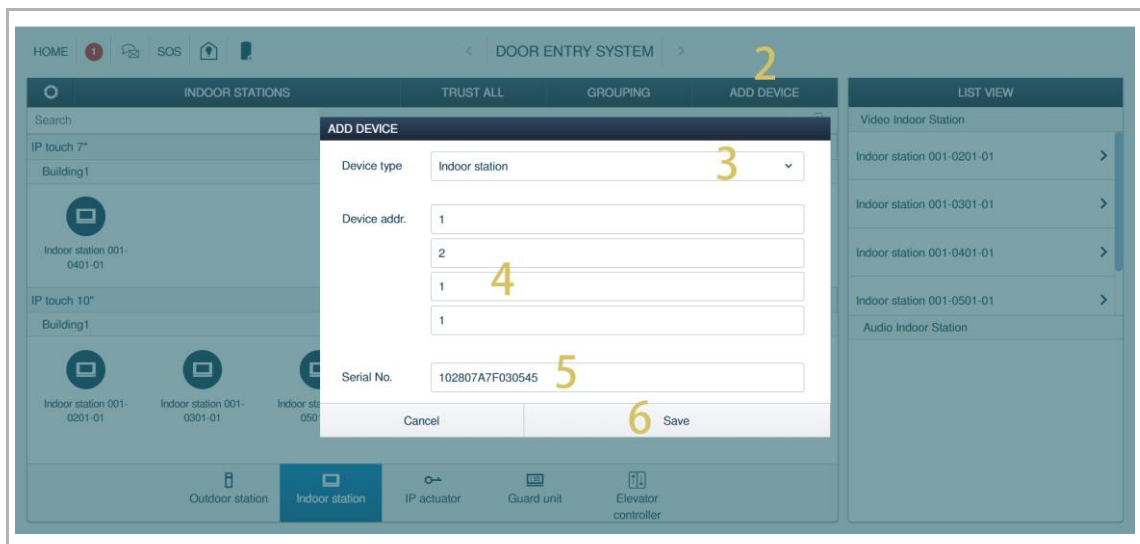 HOME 1 SOS < DOOR ENTRY SYSTEM >
2
INDOOR STATIONS TRUST ALL GROUPING ADD DEVICE
LIST VIEW
Search
Video Indoor Station
IP touch 7"
Building1
Indoor station 001-
0401-01
IP touch 10"
Building1
Indoor station 001-
0201-01
Indoor station 001-
0301-01
ADD DEVICE
Device type Indoor station 3
Device addr. 1
2
4
1
1
Serial No. 102807A7F030545 5
Cancel 6 Save
Indoor station 001-0201-01
Indoor station 001-0301-01
Indoor station 001-0401-01
Indoor station 001-0501-01
Audio Indoor Station
Outdoor station
Indoor station
IP actuator
Guard unit
Elevator
controller